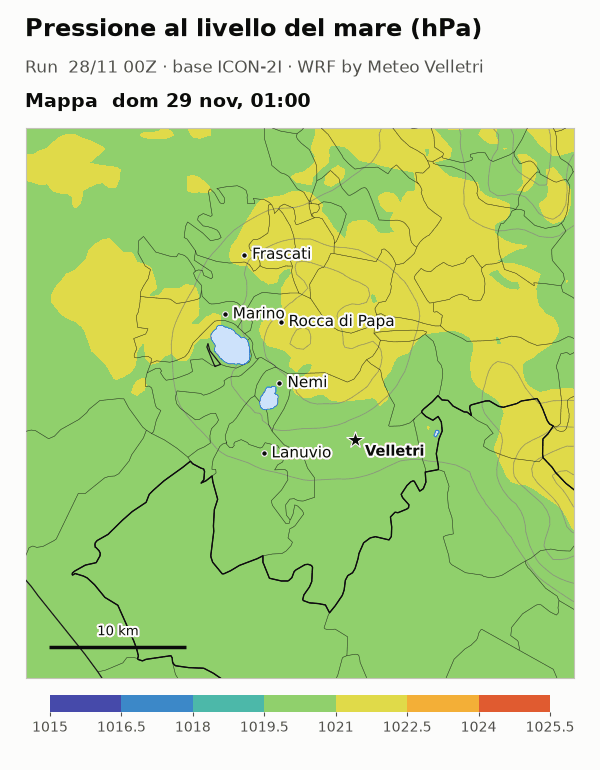 Pressione al livello del mare (hPa)
Run  28/11 00Z · base ICON-2I · WRF by Meteo Velletri
Mappa  dom 29 nov, 01:00
Frascati
Marino
Rocca di Papa
Nemi
Velletri
Lanuvio
10 km
1015 1016.5 1018 1019.5 1021 1022.5 1024 1025.5